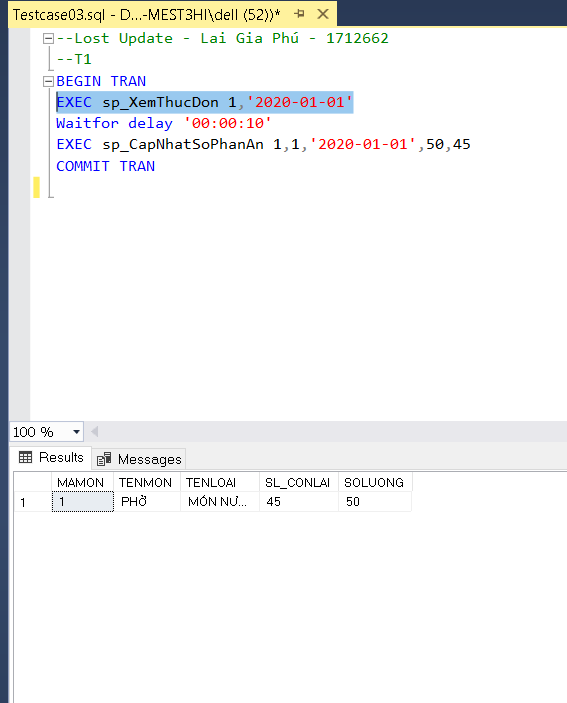 Testcase03.sql - D...-MEST3HI\dell (52))*
--Lost Update - Lai Gia Phú - 1712662
--T1
BEGIN TRAN
EXEC sp_XemThucDon 1,'2020-01-01'
Waitfor delay '00:00:10'
EXEC sp_CapNhatSoPhanAn 1,1,'2020-01-01',50,45
COMMIT TRAN
100 %
Results Messages
MAMON TENMON TENLOAI SL_CONLAI SOLUONG
1 1 PHỞ MÓN NƯ... 45 50